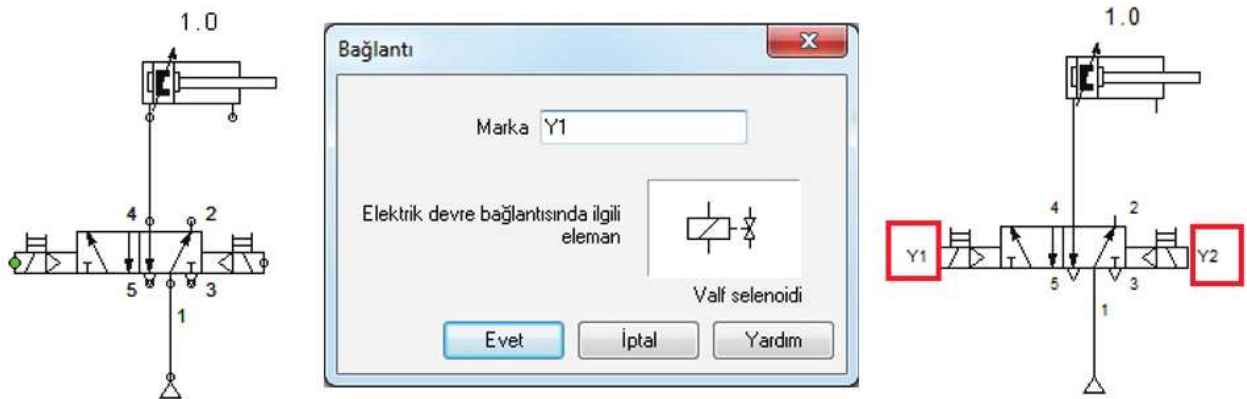 1.0
4
2
5
3
1
Bağlantı
Marka
Y1
Elektrik devre bağlantısında ilgili
eleman
Valf selenoidi
Evet
İptal
Yardım
1.0
4
2
Y1
Y2
5
3
1